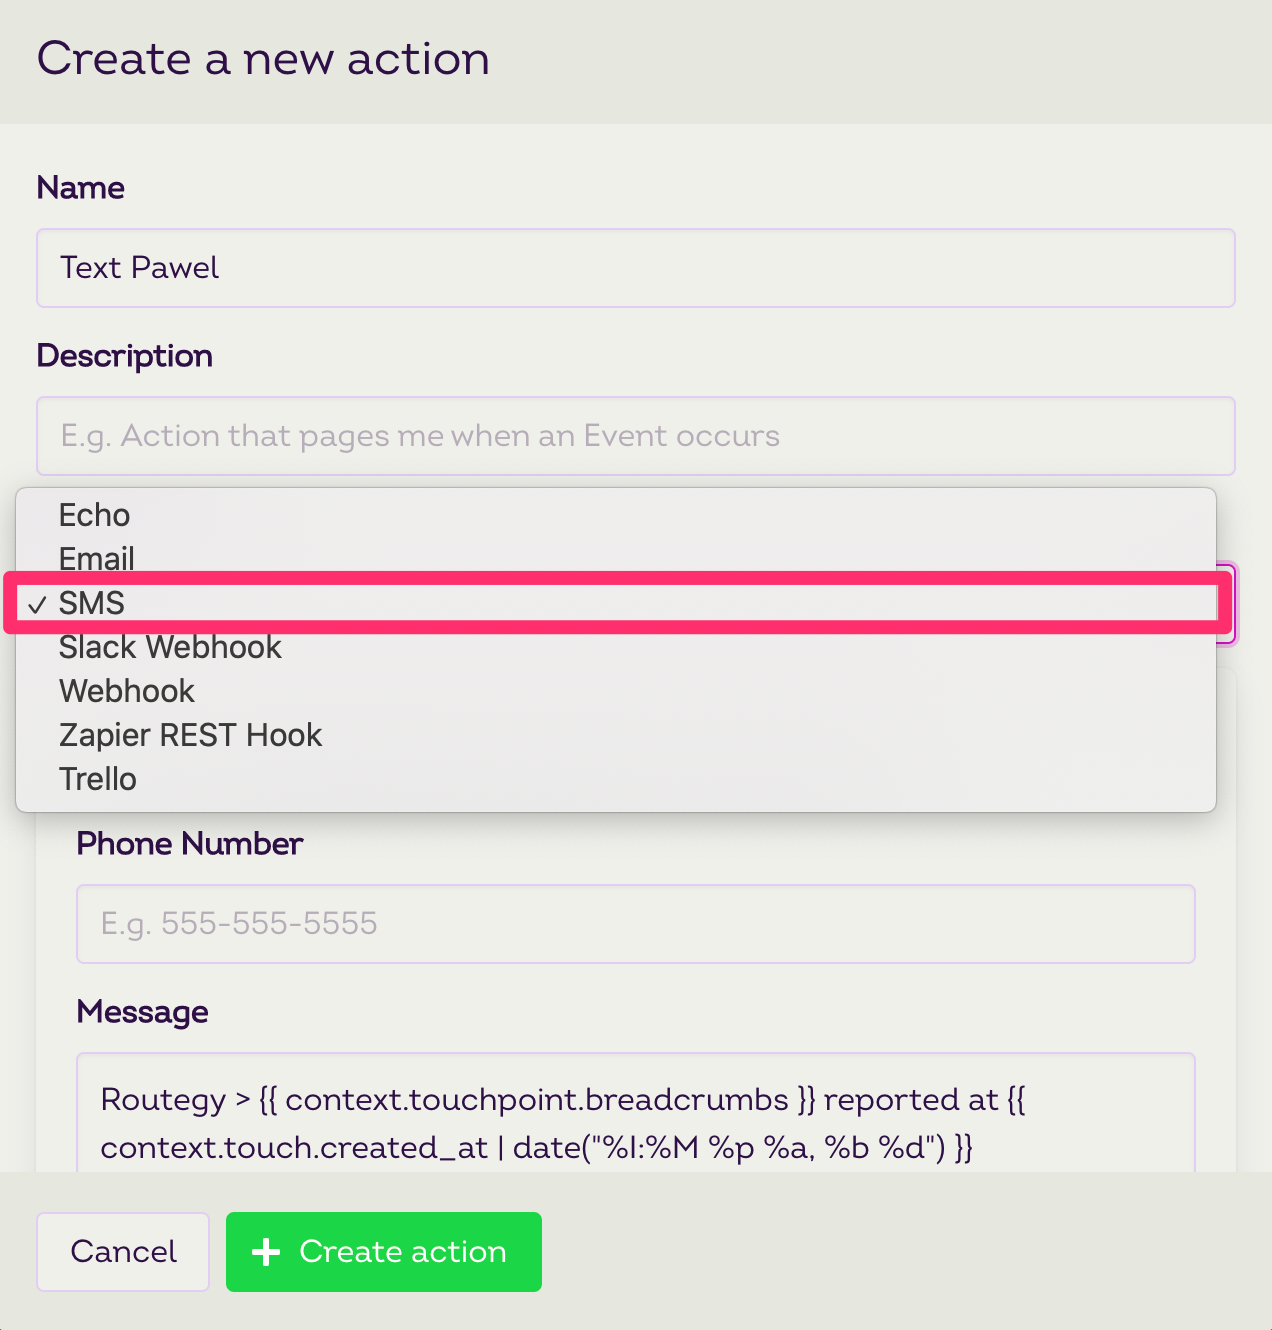 Create a new action
Name
Text Pawel
Description
E.g. Action that pages me when an Event occurs
Echo
Email
✓ SMS
Slack Webhook
Webhook
Zapier REST Hook
Trello
Phone Number
E.g. 555-555-5555
Message
Routegy > {{ context.touchpoint.breadcrumbs }} reported at {{
context.touch.created_at | date("%I:%M %p %a, %b %d") }}
Cancel
+ Create action